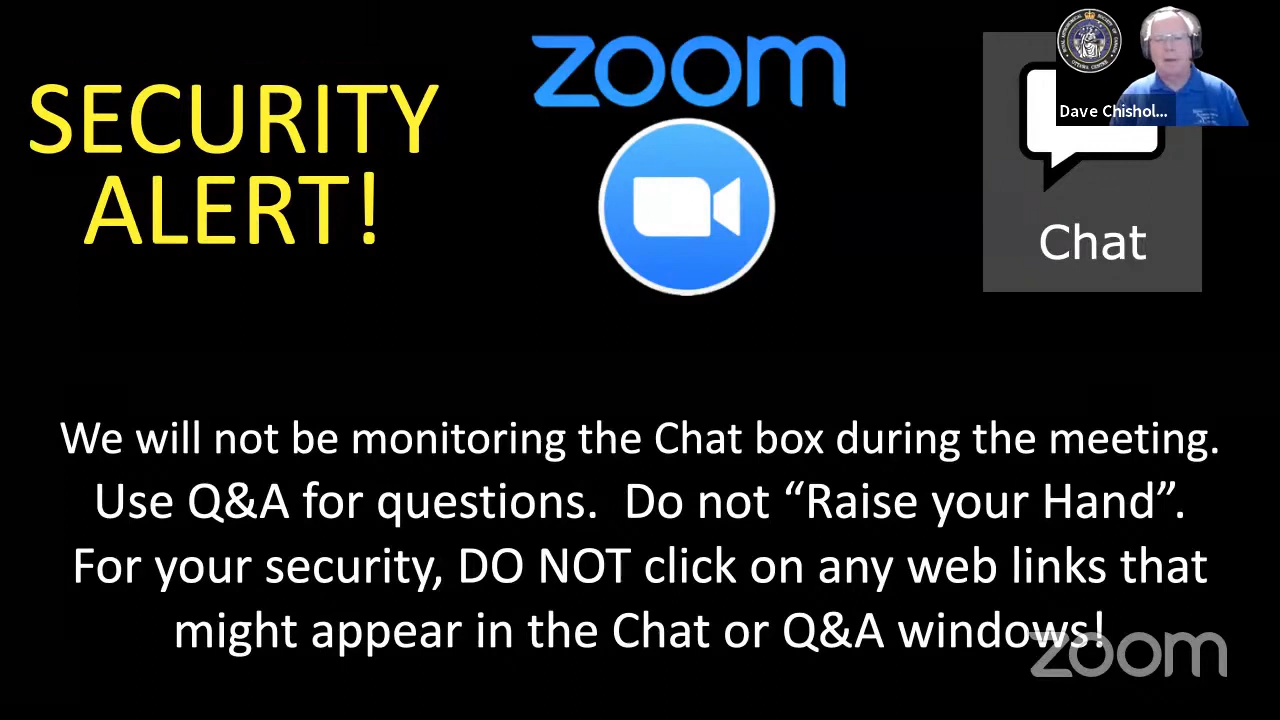 SECURITY
ALERT!
zoom
Dave Chishol...
Chat
We will not be monitoring the Chat box during the meeting.
Use Q&A for questions. Do not “Raise your Hand”.
For your security, DO NOT click on any web links that
might appear in the Chat or Q&A windows!
zoom